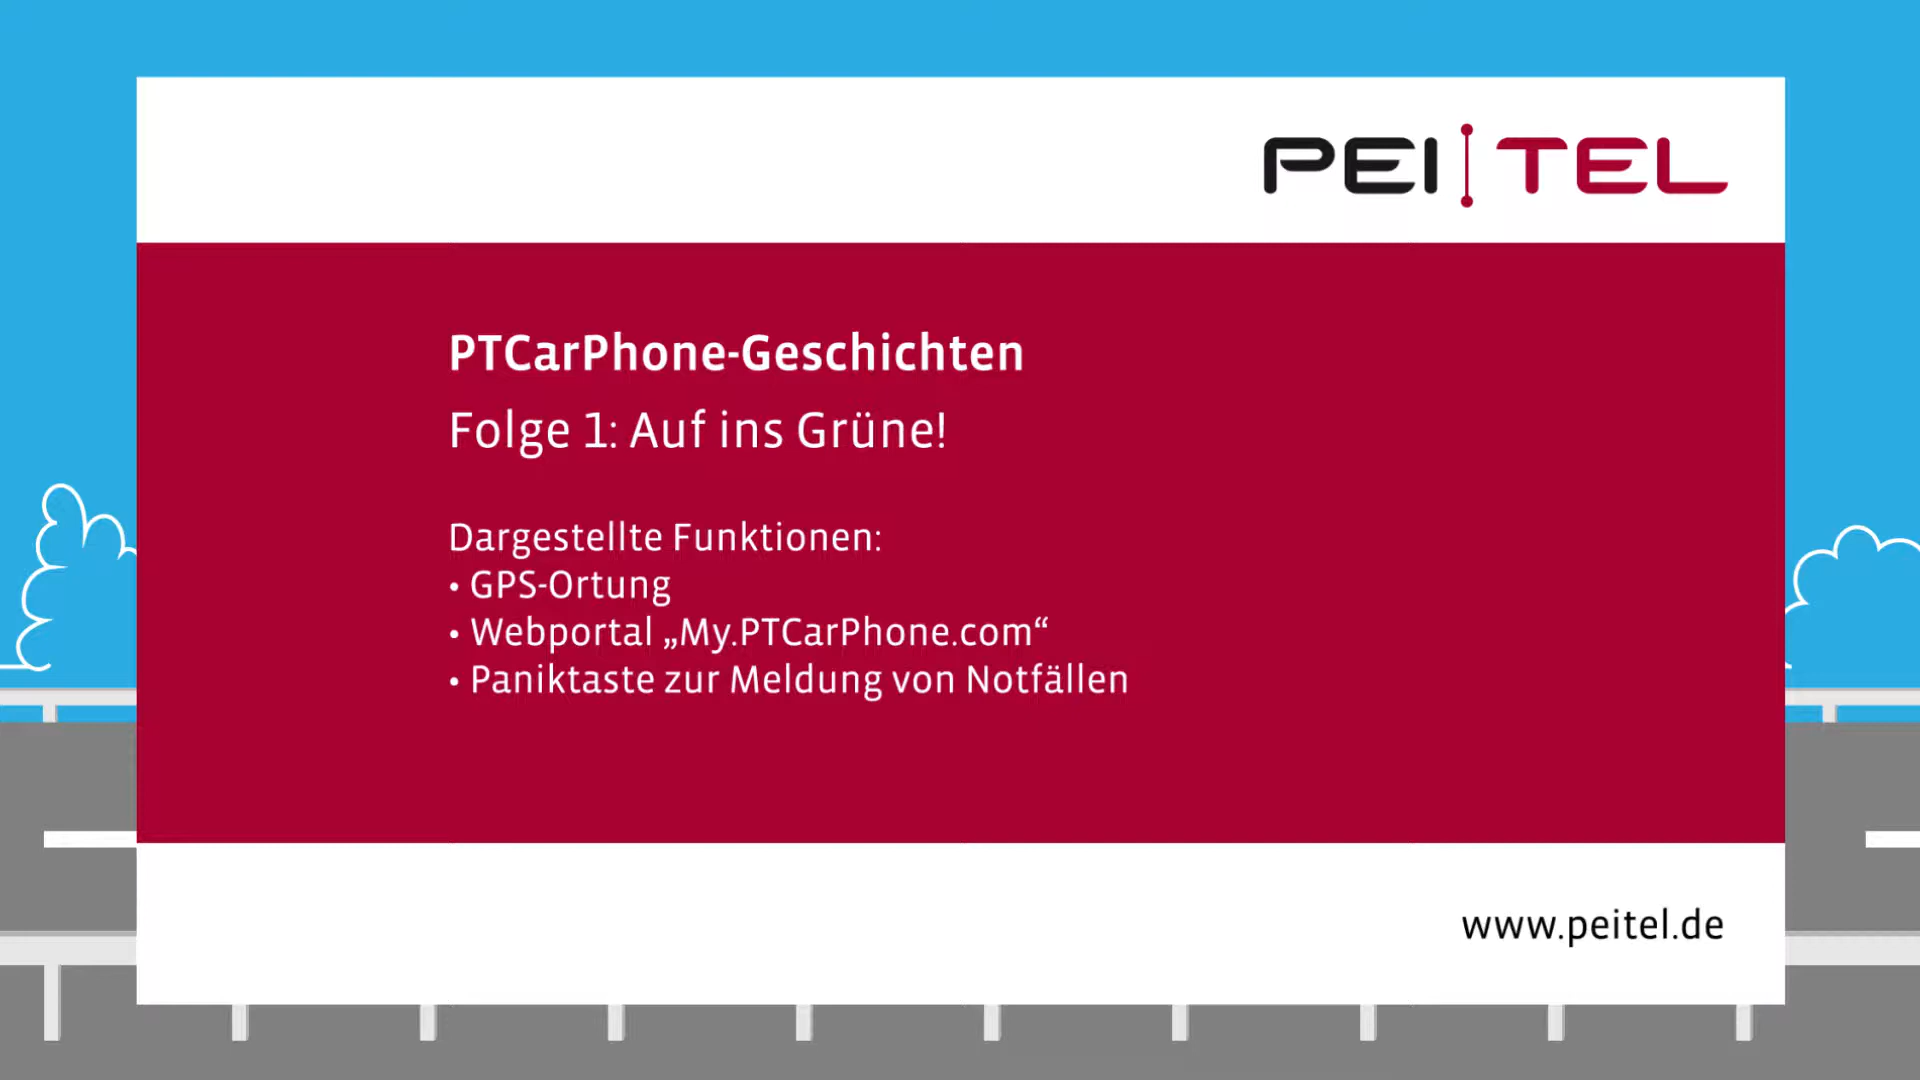 PEI TEL
PTCarPhone-Geschichten
Folge 1: Auf ins Grüne!
Dargestellte Funktionen:
• GPS-Ortung
• Webportal „My.PTCarPhone.com“
• Paniktaste zur Meldung von Notfällen
www.peitel.de